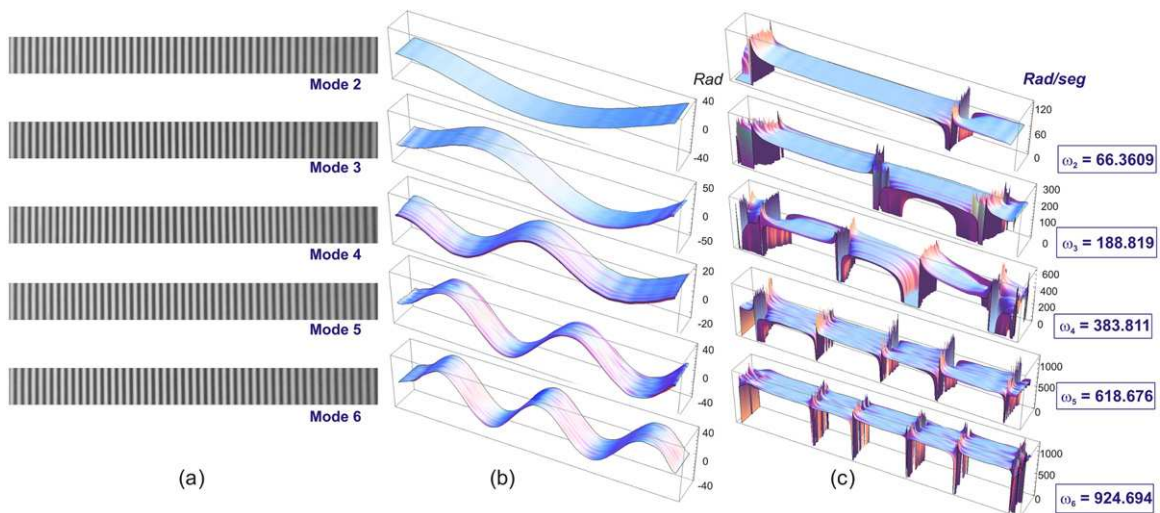 Mode 2
Mode 3
Mode 4
Mode 5
Mode 6
(a)
Rad
40
0
-40
50
0
-50
20
0
-20
40
0
-40
40
0
-40
(b)
Rad/seg
120
60
0
300
200
100
0
600
400
200
0
1000
500
0
1000
500
0
(c)
ω2 = 66.3609
ω3 = 188.819
ω4 = 383.811
ω5 = 618.676
ω6 = 924.694